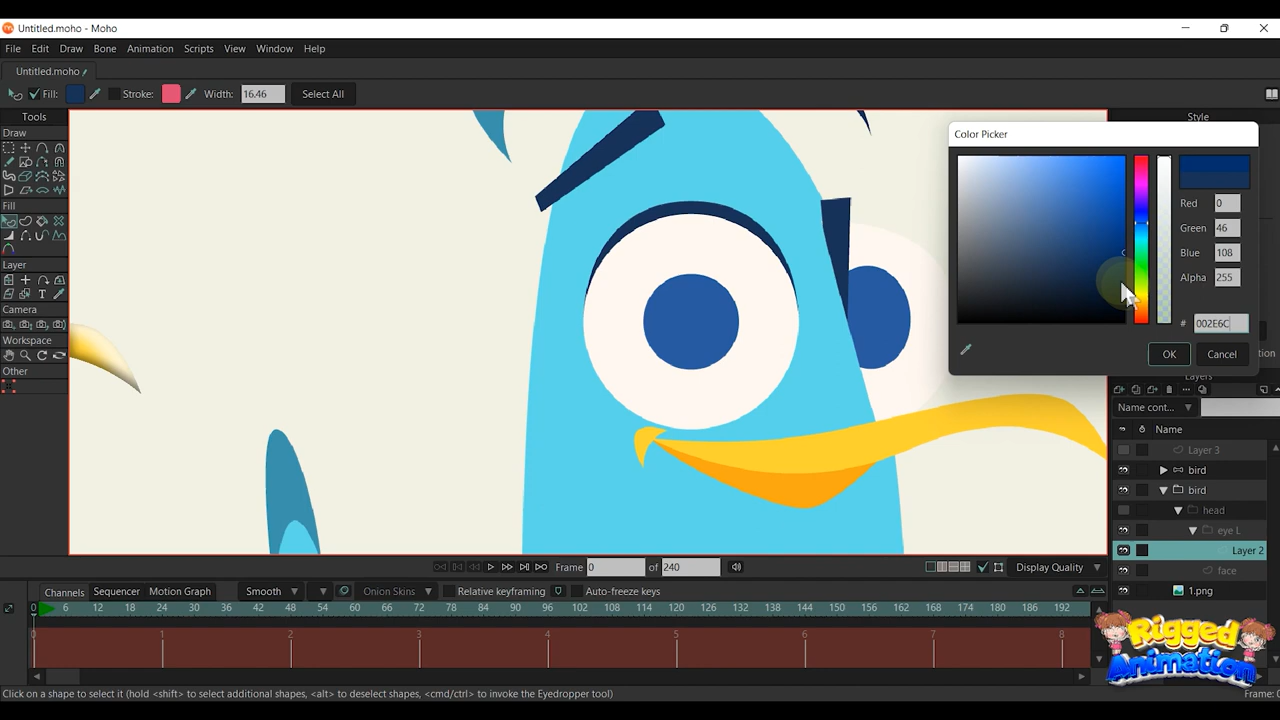 Untitled.moho - Moho
File Edit Draw Bone Animation Scripts View Window Help
Untitled.moho
Fill: Stroke: Width: 16.46 Select All
Tools
Draw
Fill
Layer
Camera
Workspace
Other
Style
Color Picker
Red 0
Green 46
Blue 108
Alpha 255
# 002E6C
OK Cancel
Layers
Name cont...
Name
Layer 3
bird
bird
head
eye L
Layer 2
face
1.png
Frame 0 of 240 Display Quality
Channels Sequencer Motion Graph Smooth 1 Onion Skins Relative keyframing Auto-freeze keys
0 6 12 18 24 30 36 42 48 54 60 66 72 78 84 90 96 102 108 114 120 126 132 138 144 150 156 162 168 174 180 186 192
0 1 2 3 4 5 6 7 8
Rigged
Animation
Click on a shape to select it (hold <shift> to select additional shapes, <alt> to deselect shapes, <cmd/ctrl> to invoke the Eyedropper tool)
Frame: 0